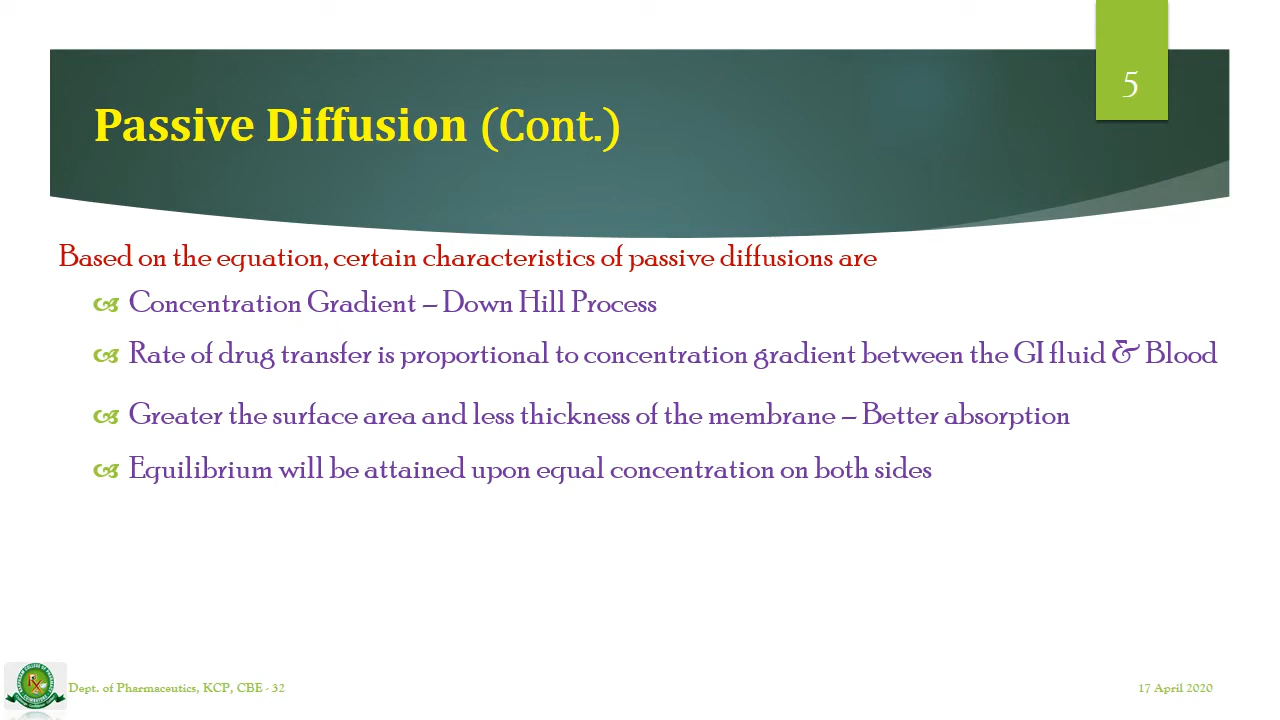 5
Passive Diffusion (Cont.)
Based on the equation, certain characteristics of passive diffusions are
Concentration Gradient – Down Hill Process
Rate of drug transfer is proportional to concentration gradient between the GI fluid & Blood
Greater the surface area and less thickness of the membrane – Better absorption
Equilibrium will be attained upon equal concentration on both sides
Dept. of Pharmaceutics, KCP, CBE - 32
17 April 2020